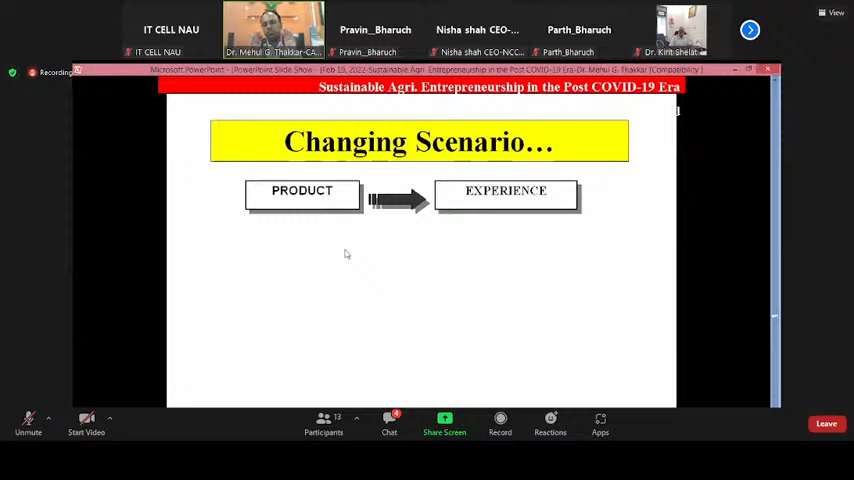 IT CELL NAU
Pravin__Bharuch
Nisha shah CEO-...
Parth_Bharuch
View
IT CELL NAU
Dr. Mehul G. Thakkar-CA...
Pravin__Bharuch
Nisha shah CEO-NCC...
Parth_Bharuch
Dr. Kirit Shelat
Recording
Microsoft PowerPoint - [PowerPoint Slide Show - [Feb 19, 2022-Sustainable Agri. Entrepreneurship in the Post COVID-19 Era-Dr. Mehul G. Thakkar [Compatibility ]
Sustainable Agri. Entrepreneurship in the Post COVID-19 Era
Changing Scenario...
PRODUCT
EXPERIENCE
13
4
Unmute
Start Video
Participants
Chat
Share Screen
Record
Reactions
Apps
Leave